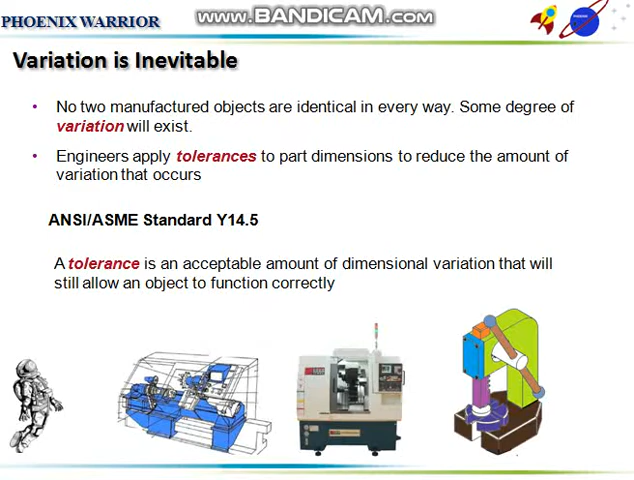 PHOENIX WARRIOR
www.BANDICAM.com
PHOENIX
Variation is Inevitable
• No two manufactured objects are identical in every way. Some degree of
variation will exist.
• Engineers apply tolerances to part dimensions to reduce the amount of
variation that occurs
ANSI/ASME Standard Y14.5
A tolerance is an acceptable amount of dimensional variation that will
still allow an object to function correctly